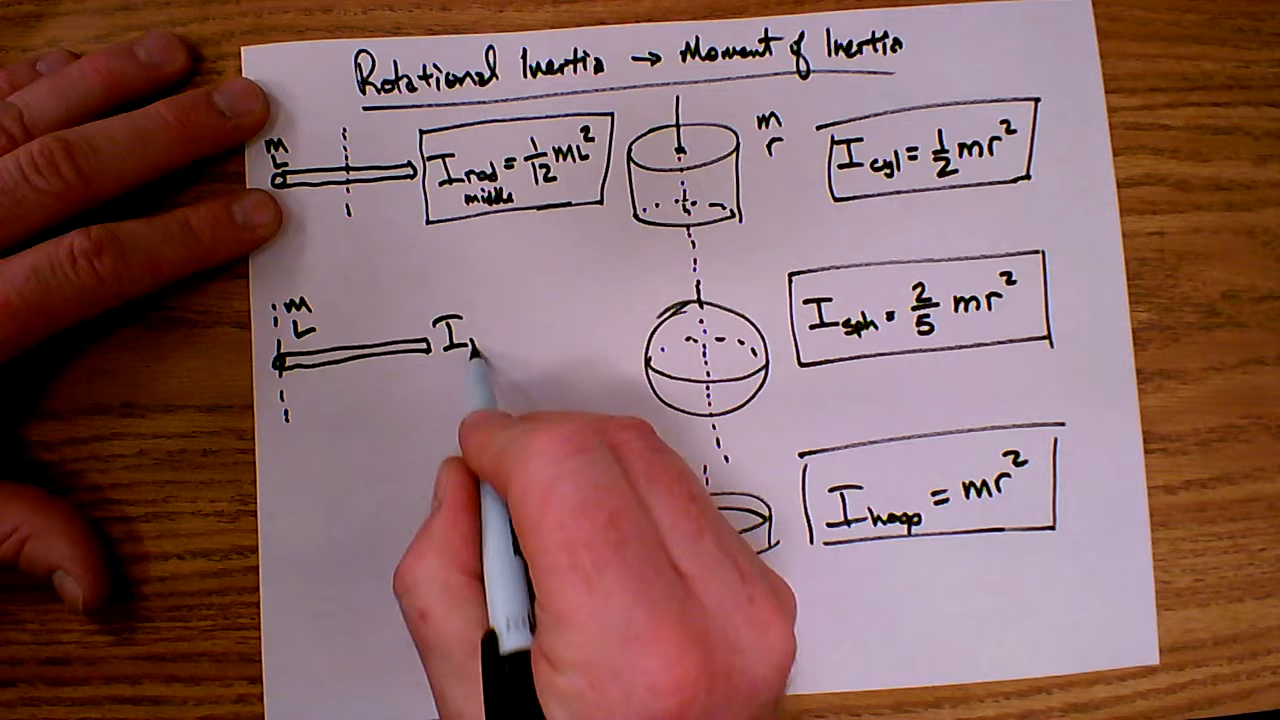 Rotational Inertia → Moment of Inertia
m
L
I rod middle = 1/12 mL²
m
r
I cyl = 1/2 mr²
m
L
I
I sph = 2/5 mr²
I hoop = mr²